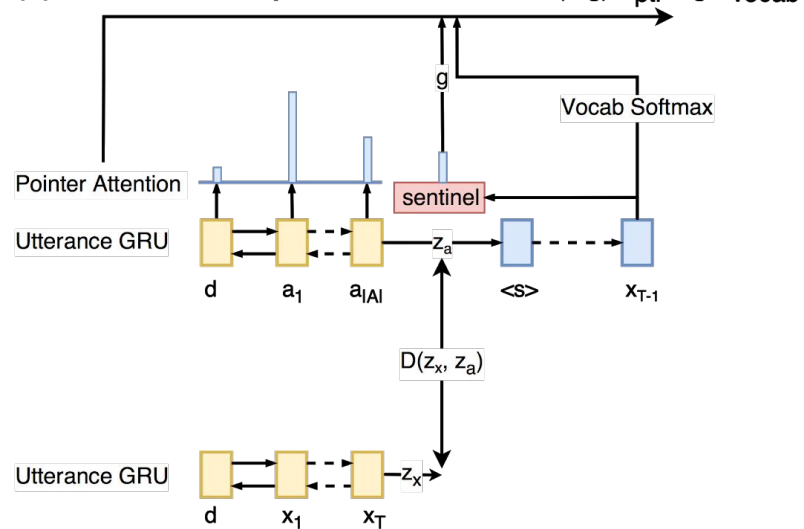 g
Vocab Softmax
Pointer Attention
sentinel
Utterance GRU
z_a
d a_1 a_|A| <s> x_T-1
D(z_x, z_a)
Utterance GRU
z_x
d x_1 x_T